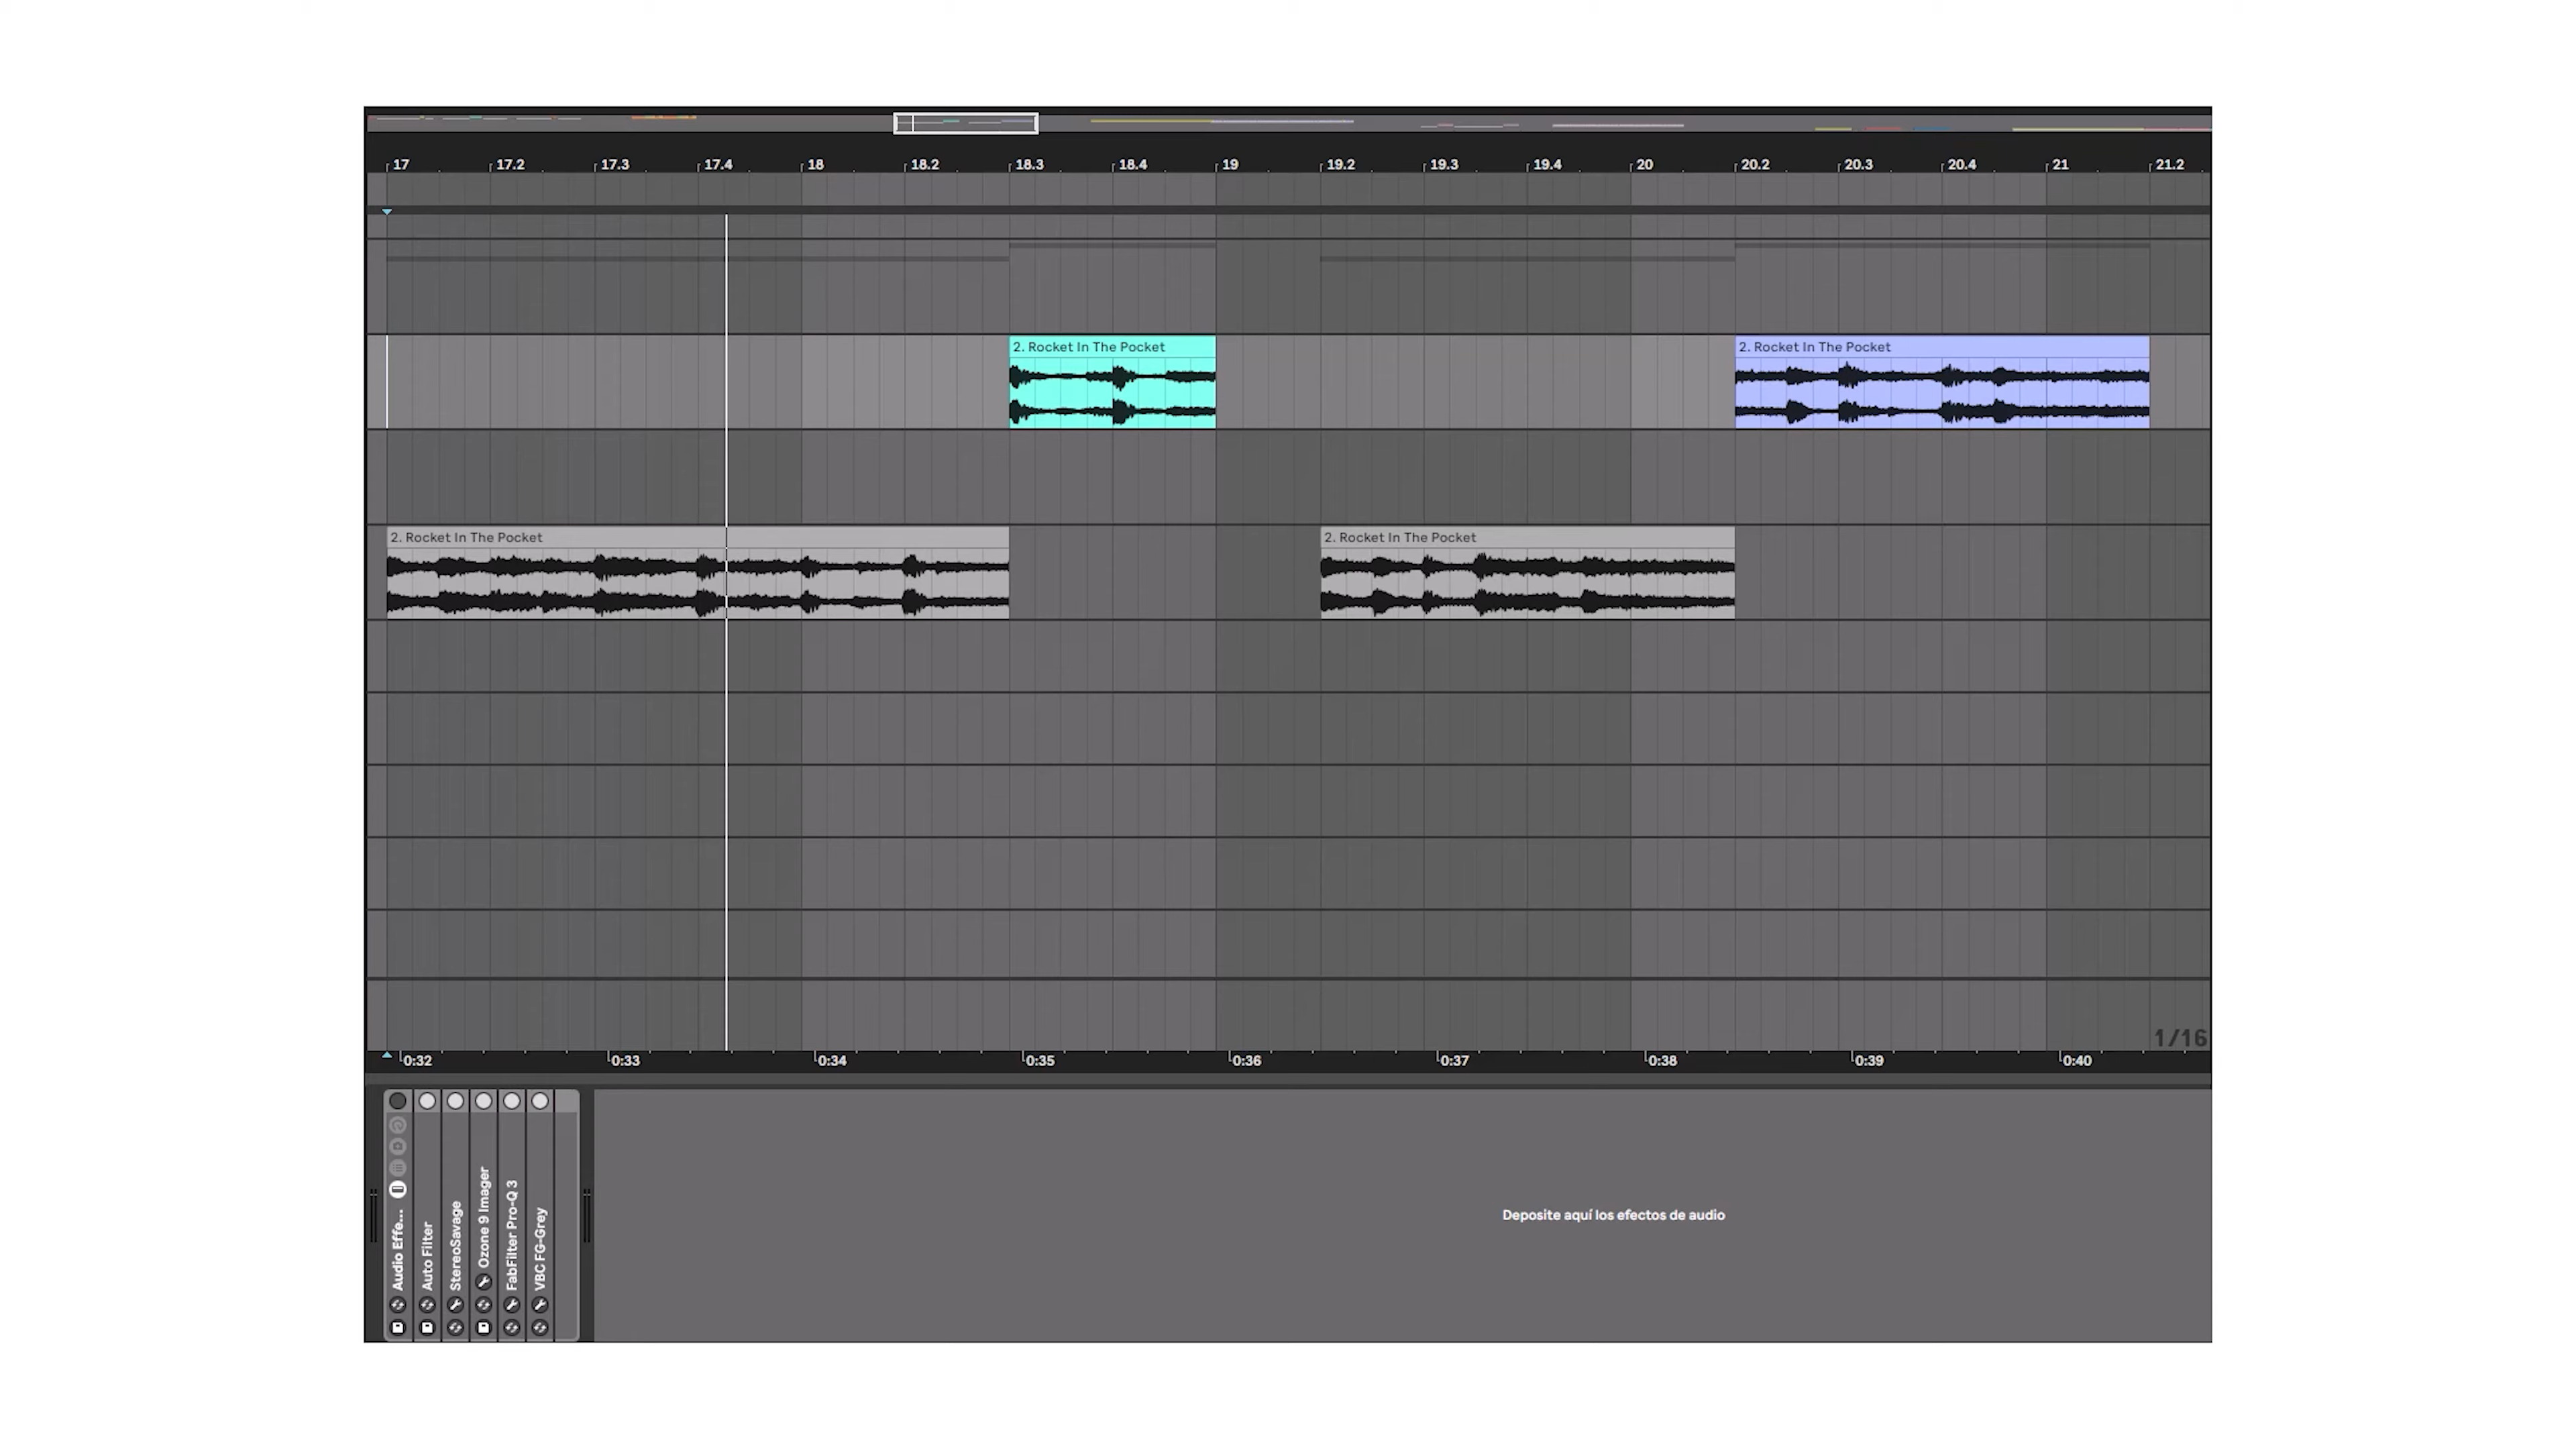 17 17.2 17.3 17.4 18 18.2 18.3 18.4 19 19.2 19.3 19.4 20 20.2 20.3 20.4 21 21.2
2. Rocket In The Pocket 2. Rocket In The Pocket
2. Rocket In The Pocket 2. Rocket In The Pocket
1/16
0:32 0:33 0:34 0:35 0:36 0:37 0:38 0:39 0:40
Audio Effe...
Auto Filter
StereoSavage
Ozone 9 Imager
FabFilter Pro-Q 3
VBC FG-Grey
Deposite aquí los efectos de audio